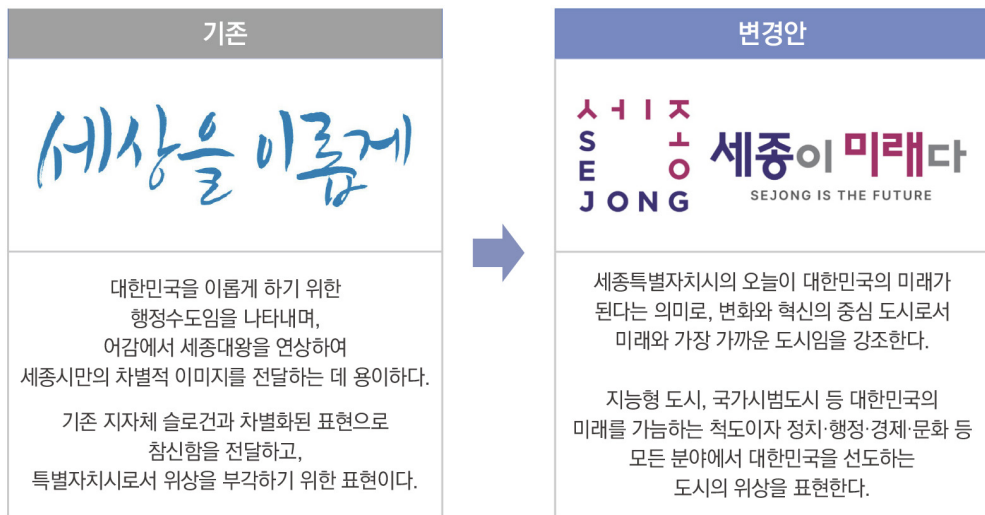 기존
세상을 이롭게
대한민국을 이롭게 하기 위한
행정수도임을 나타내며,
어감에서 세종대왕을 연상하여
세종시만의 차별적 이미지를 전달하는 데 용이하다.
기존 지자체 슬로건과 차별화된 표현으로
참신함을 전달하고,
특별자치시로서 위상을 부각하기 위한 표현이다.
변경안
ㅅㅓㅣㅈ
S ㅗ
E ㅇ
JONG
세종이 미래다
SEJONG IS THE FUTURE
세종특별자치시의 오늘이 대한민국의 미래가
된다는 의미로, 변화와 혁신의 중심 도시로서
미래와 가장 가까운 도시임을 강조한다.
지능형 도시, 국가시범도시 등 대한민국의
미래를 가늠하는 척도이자 정치·행정·경제·문화 등
모든 분야에서 대한민국을 선도하는
도시의 위상을 표현한다.